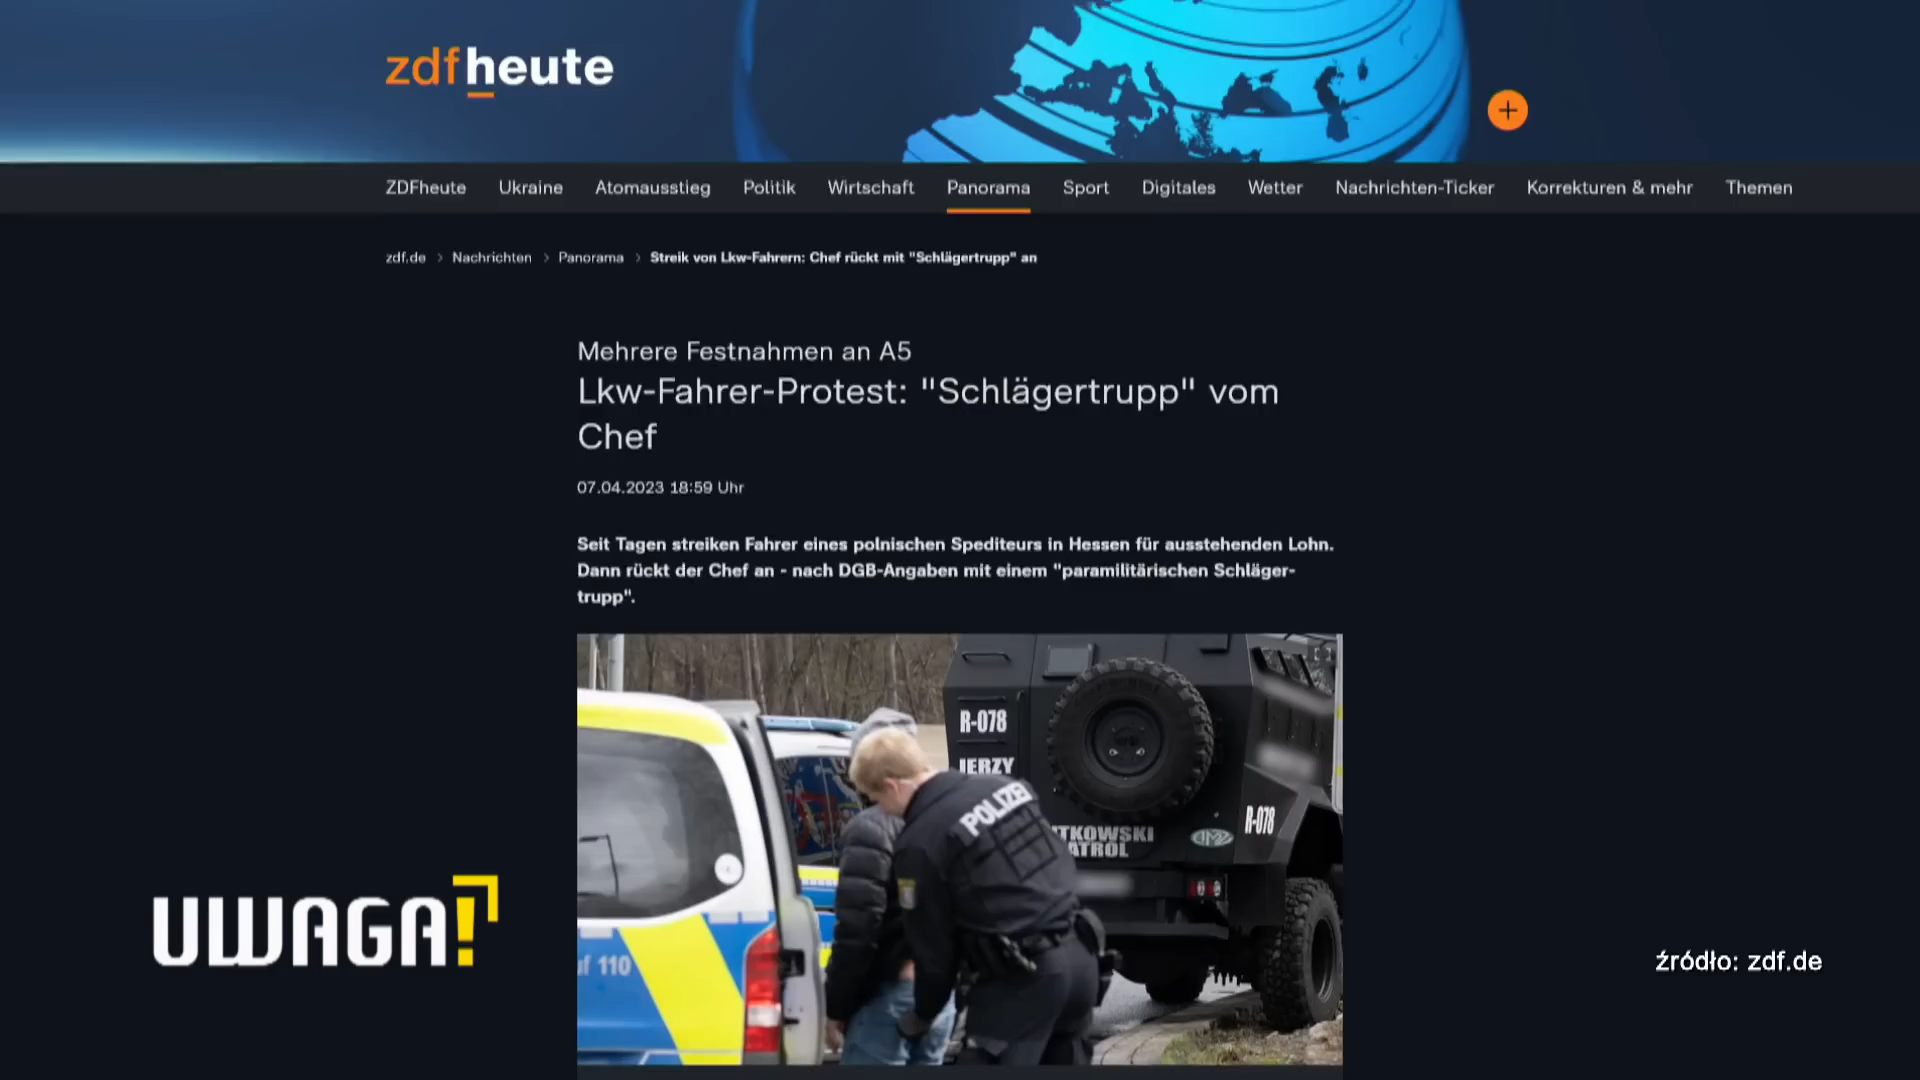 zdfheute
ZDFheute Ukraine Atomausstieg Politik Wirtschaft Panorama Sport Digitales Wetter Nachrichten-Ticker Korrekturen & mehr Themen
zdf.de > Nachrichten > Panorama > Streik von Lkw-Fahrern: Chef rückt mit "Schlägertrupp" an
Mehrere Festnahmen an A5
Lkw-Fahrer-Protest: "Schlägertrupp" vom
Chef
07.04.2023 18:59 Uhr
Seit Tagen streiken Fahrer eines polnischen Spediteurs in Hessen für ausstehenden Lohn.
Dann rückt der Chef an - nach DGB-Angaben mit einem "paramilitärischen Schläger-
trupp".
R-078
JERZY
POLIZEI
TKOWSKI
ATROL
R-078
110
UWAGA!
źródło: zdf.de